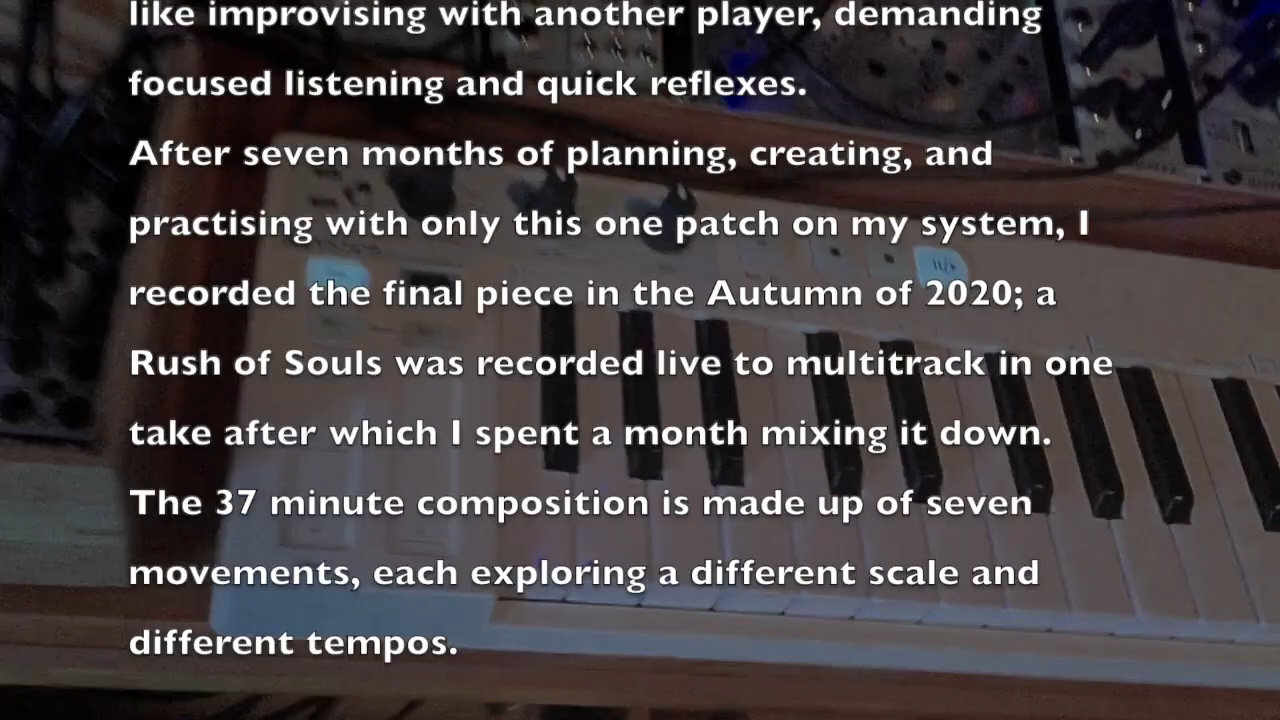 like improvising with another player, demanding
focused listening and quick reflexes.
After seven months of planning, creating, and
practising with only this one patch on my system, I
recorded the final piece in the Autumn of 2020; a
Rush of Souls was recorded live to multitrack in one
take after which I spent a month mixing it down.
The 37 minute composition is made up of seven
movements, each exploring a different scale and
different tempos.